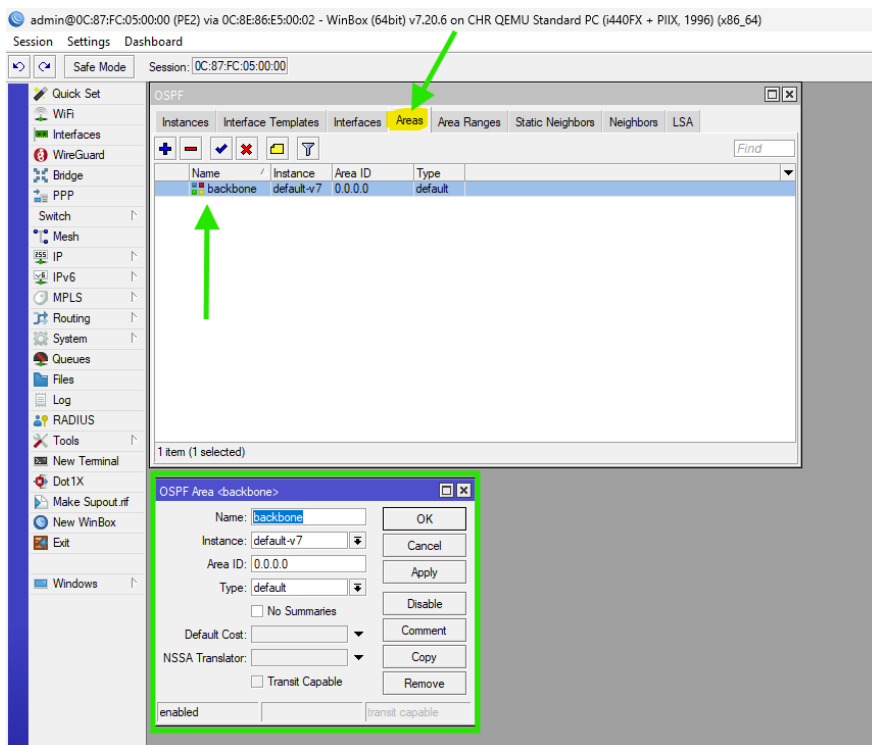 admin@0C:87:FC:05:00:00 (PE2) via 0C:8E:86:E5:00:02 - WinBox (64bit) v7.20.6 on CHR QEMU Standard PC (i440FX + PIIX, 1996) (x86_64)
Session Settings Dashboard
Safe Mode Session: 0C:87:FC:05:00:00
Quick Set
WiFi
Interfaces
WireGuard
Bridge
PPP
Switch
Mesh
IP
IPv6
MPLS
Routing
System
Queues
Files
Log
RADIUS
Tools
New Terminal
Dot1X
Make Supout.rif
New WinBox
Exit
Windows
OSPF
Instances Interface Templates Interfaces Areas Area Ranges Static Neighbors Neighbors LSA
Find
Name Instance Area ID Type
backbone default-v7 0.0.0.0 default
1 item (1 selected)
OSPF Area <backbone>
Name: backbone OK
Instance: default-v7 Cancel
Area ID: 0.0.0.0 Apply
Type: default
No Summaries Disable
Default Cost: Comment
NSSA Translator: Copy
Transit Capable Remove
enabled transit capable